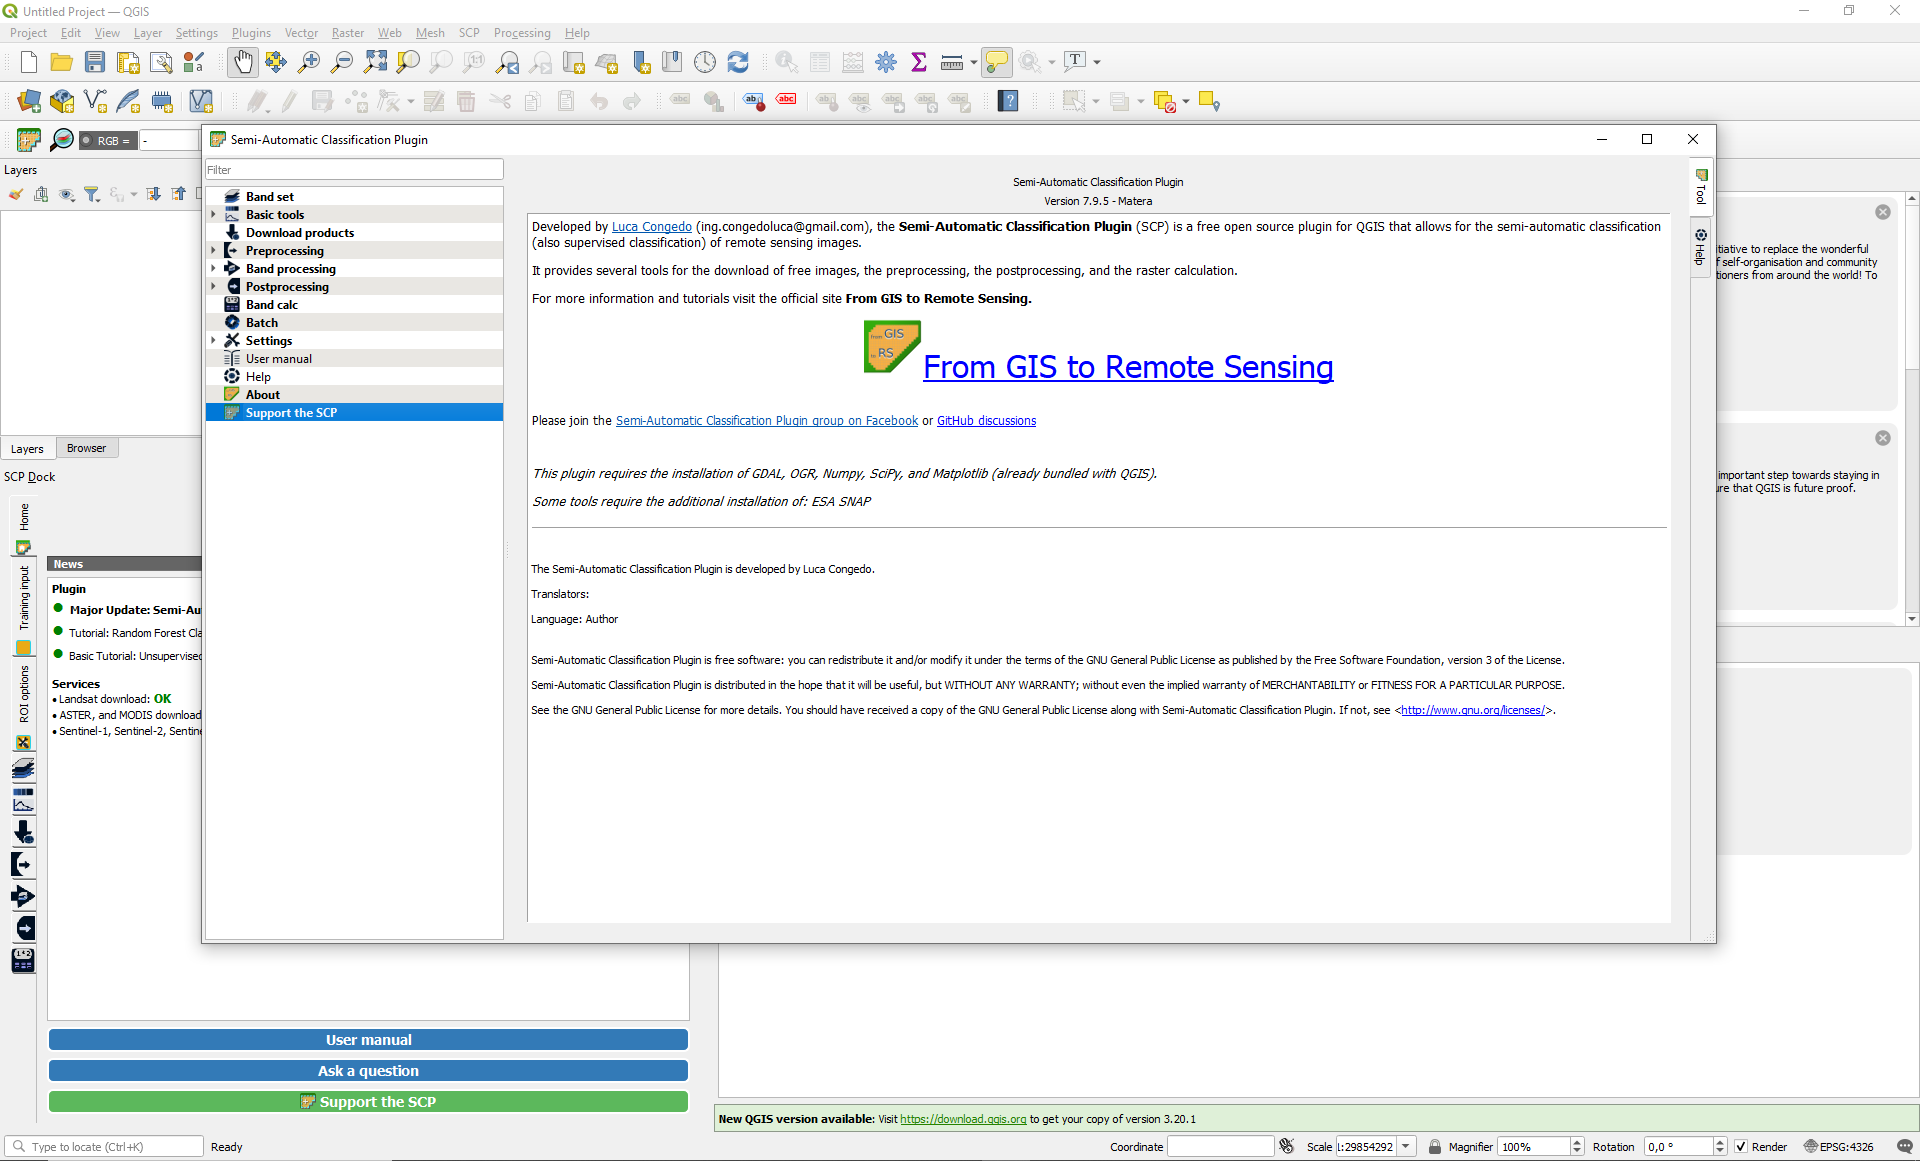 Untitled Project — QGIS
Project Edit View Layer Settings Plugins Vector Raster Web Mesh SCP Processing Help
RGB = -
Layers
Layers Browser
SCP Dock
Home
Training input
ROI options
News
Plugin
Major Update: Semi-Au
Tutorial: Random Forest Cla
Basic Tutorial: Unsupervised
Services
• Landsat download: OK
• ASTER, and MODIS download
• Sentinel-1, Sentinel-2, Sentine
Semi-Automatic Classification Plugin
Filter
Band set
Basic tools
Download products
Preprocessing
Band processing
Postprocessing
Band calc
Batch
Settings
User manual
Help
About
Support the SCP
Semi-Automatic Classification Plugin
Version 7.9.5 - Matera
Developed by Luca Congedo (ing.congedoluca@gmail.com), the Semi-Automatic Classification Plugin (SCP) is a free open source plugin for QGIS that allows for the semi-automatic classification
(also supervised classification) of remote sensing images.
It provides several tools for the download of free images, the preprocessing, the postprocessing, and the raster calculation.
For more information and tutorials visit the official site From GIS to Remote Sensing.
from GIS
to RS
From GIS to Remote Sensing
Please join the Semi-Automatic Classification Plugin group on Facebook or GitHub discussions
This plugin requires the installation of GDAL, OGR, Numpy, SciPy, and Matplotlib (already bundled with QGIS).
Some tools require the additional installation of: ESA SNAP
The Semi-Automatic Classification Plugin is developed by Luca Congedo.
Translators:
Language: Author
Semi-Automatic Classification Plugin is free software: you can redistribute it and/or modify it under the terms of the GNU General Public License as published by the Free Software Foundation, version 3 of the License.
Semi-Automatic Classification Plugin is distributed in the hope that it will be useful, but WITHOUT ANY WARRANTY; without even the implied warranty of MERCHANTABILITY or FITNESS FOR A PARTICULAR PURPOSE.
See the GNU General Public License for more details. You should have received a copy of the GNU General Public License along with Semi-Automatic Classification Plugin. If not, see <http://www.gnu.org/licenses/>.
Tool
Help
itiative to replace the wonderful
f self-organisation and community
tioners from around the world! To
important step towards staying in
ure that QGIS is future proof.
User manual
Ask a question
Support the SCP
New QGIS version available: Visit https://download.qgis.org to get your copy of version 3.20.1
Type to locate (Ctrl+K) Ready Coordinate Scale 1:29854292 Magnifier 100% Rotation 0,0 ° Render EPSG:4326